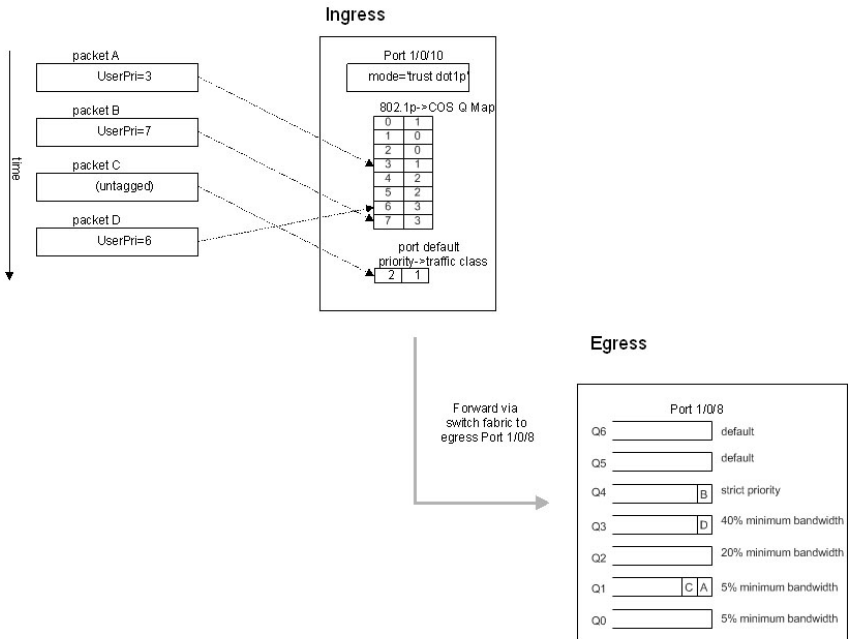 Ingress
packet A
UserPri=3
packet B
UserPri=7
packet C
(untagged)
packet D
UserPri=6
time
Port 1/0/10
mode='trust dot1p'
802.1p->COS Q Map
0 1
1 0
2 0
3 1
4 2
5 2
6 3
7 3
port default
priority->traffic class
2 1
Forward via
switch fabric to
egress Port 1/0/8
Egress
Port 1/0/8
Q6 default
Q5 default
Q4 B strict priority
Q3 D 40% minimum bandwidth
Q2 20% minimum bandwidth
Q1 C A 5% minimum bandwidth
Q0 5% minimum bandwidth